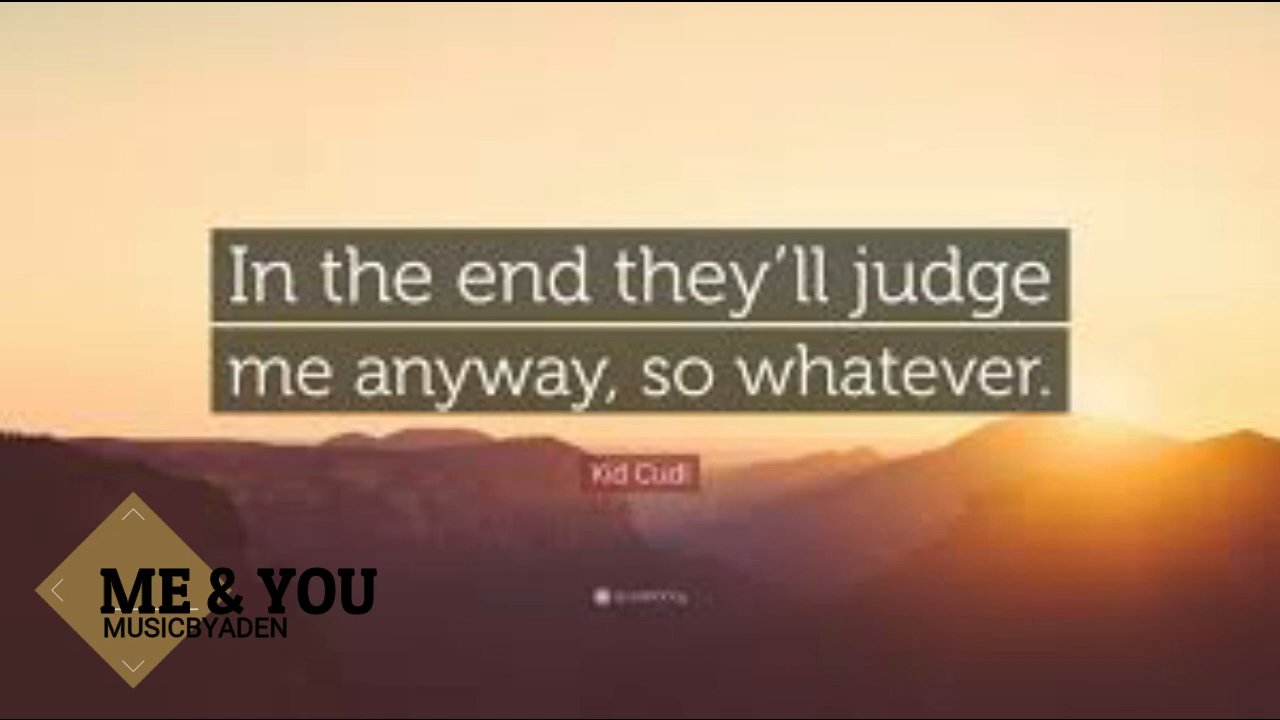 In the end they’ll judge
me anyway, so whatever.
Kid Cudi
ME & YOU
MUSICBYADEN